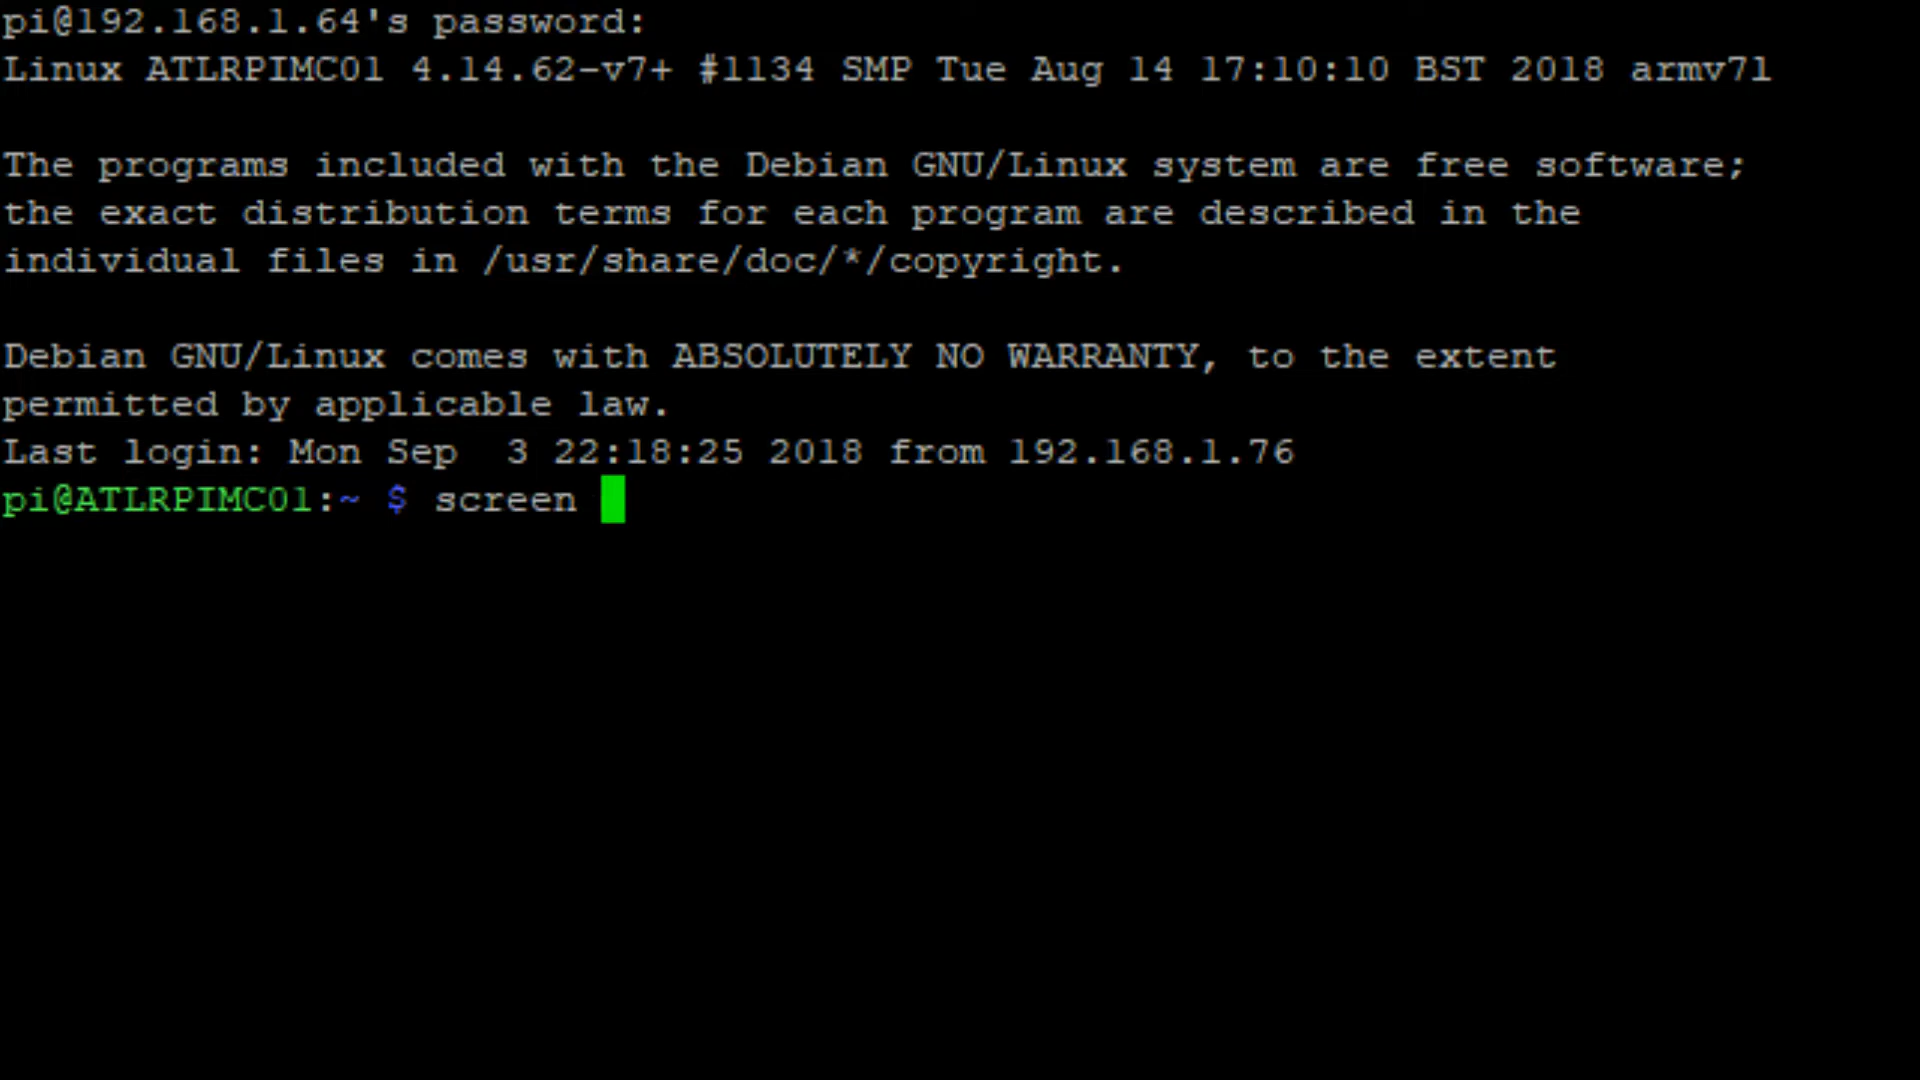 pi@192.168.1.64's password:
Linux ATLRPIMC01 4.14.62-v7+ #1134 SMP Tue Aug 14 17:10:10 BST 2018 armv7l
The programs included with the Debian GNU/Linux system are free software;
the exact distribution terms for each program are described in the
individual files in /usr/share/doc/*/copyright.
Debian GNU/Linux comes with ABSOLUTELY NO WARRANTY, to the extent
permitted by applicable law.
Last login: Mon Sep  3 22:18:25 2018 from 192.168.1.76
pi@ATLRPIMC01:~ $ screen